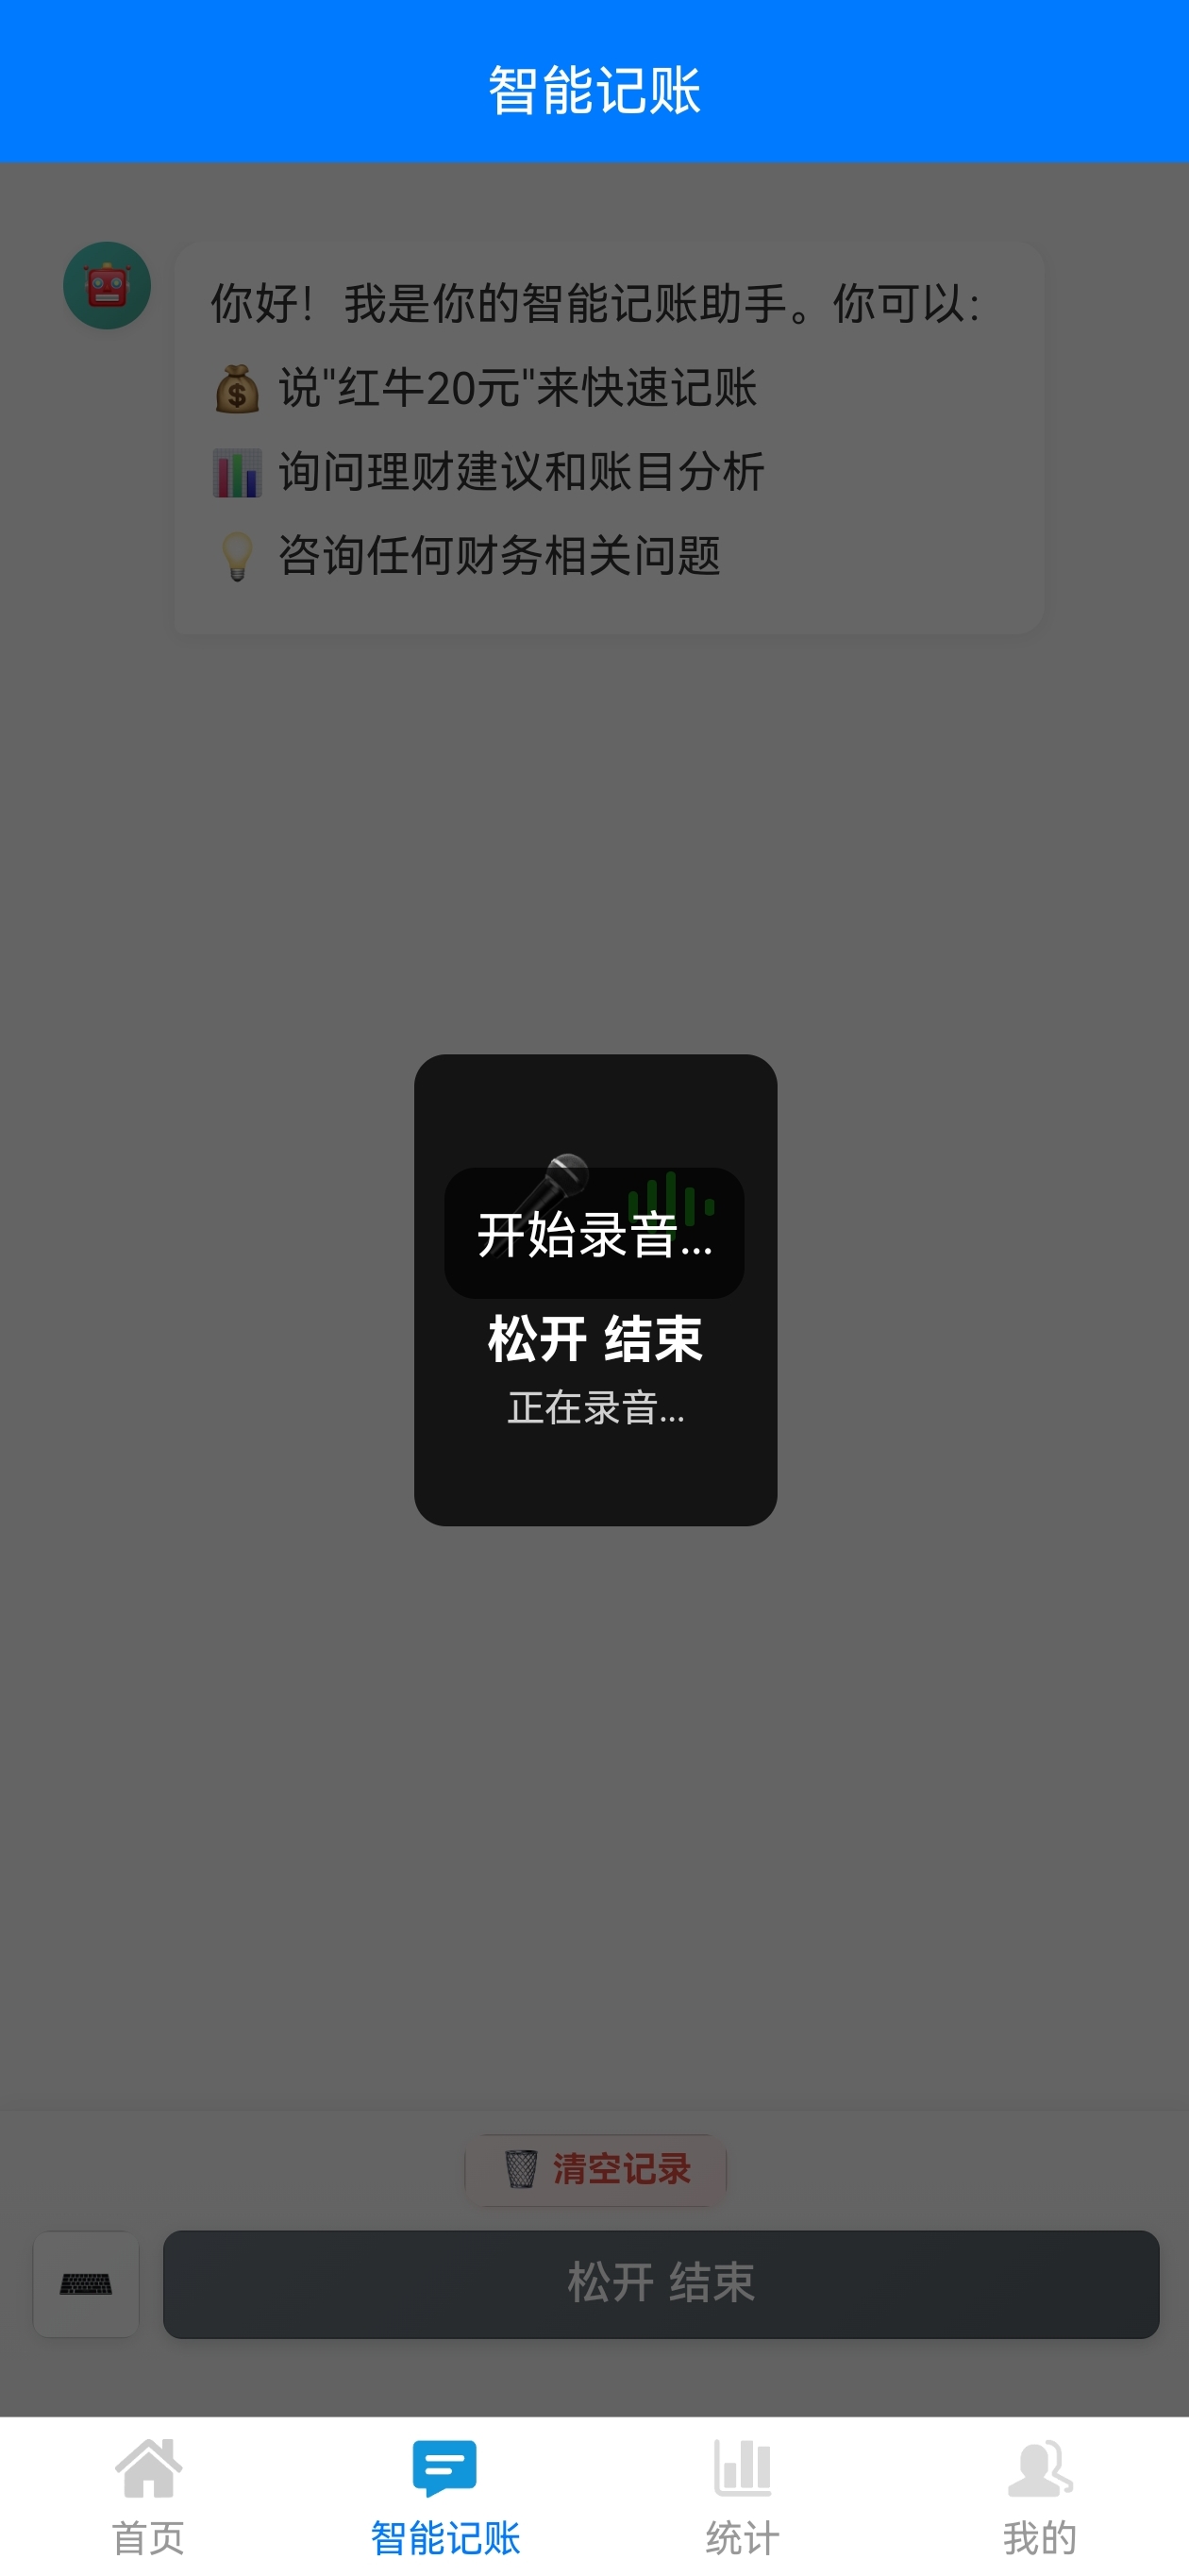 智能记账
你好！我是你的智能记账助手。你可以：
说"红牛20元"来快速记账
询问理财建议和账目分析
咨询任何财务相关问题
开始录音...
松开 结束
正在录音...
清空记录
松开 结束
首页
智能记账
统计
我的